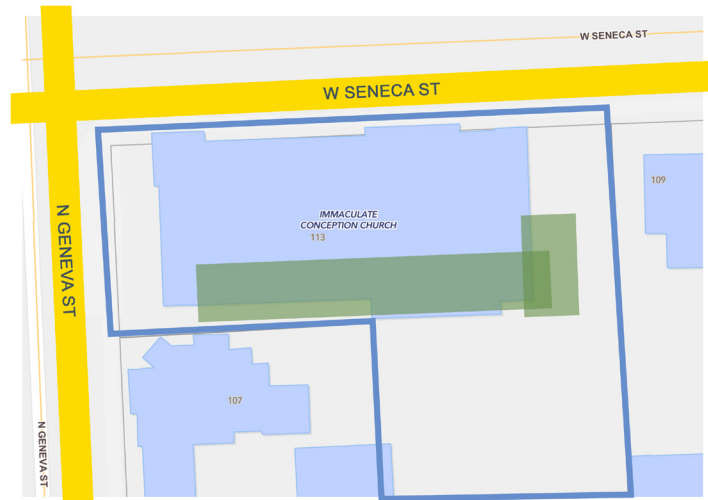 W SENECA ST
W SENECA ST
N GENEVA ST
IMMACULATE
CONCEPTION CHURCH
113
109
107
N GENEVA ST